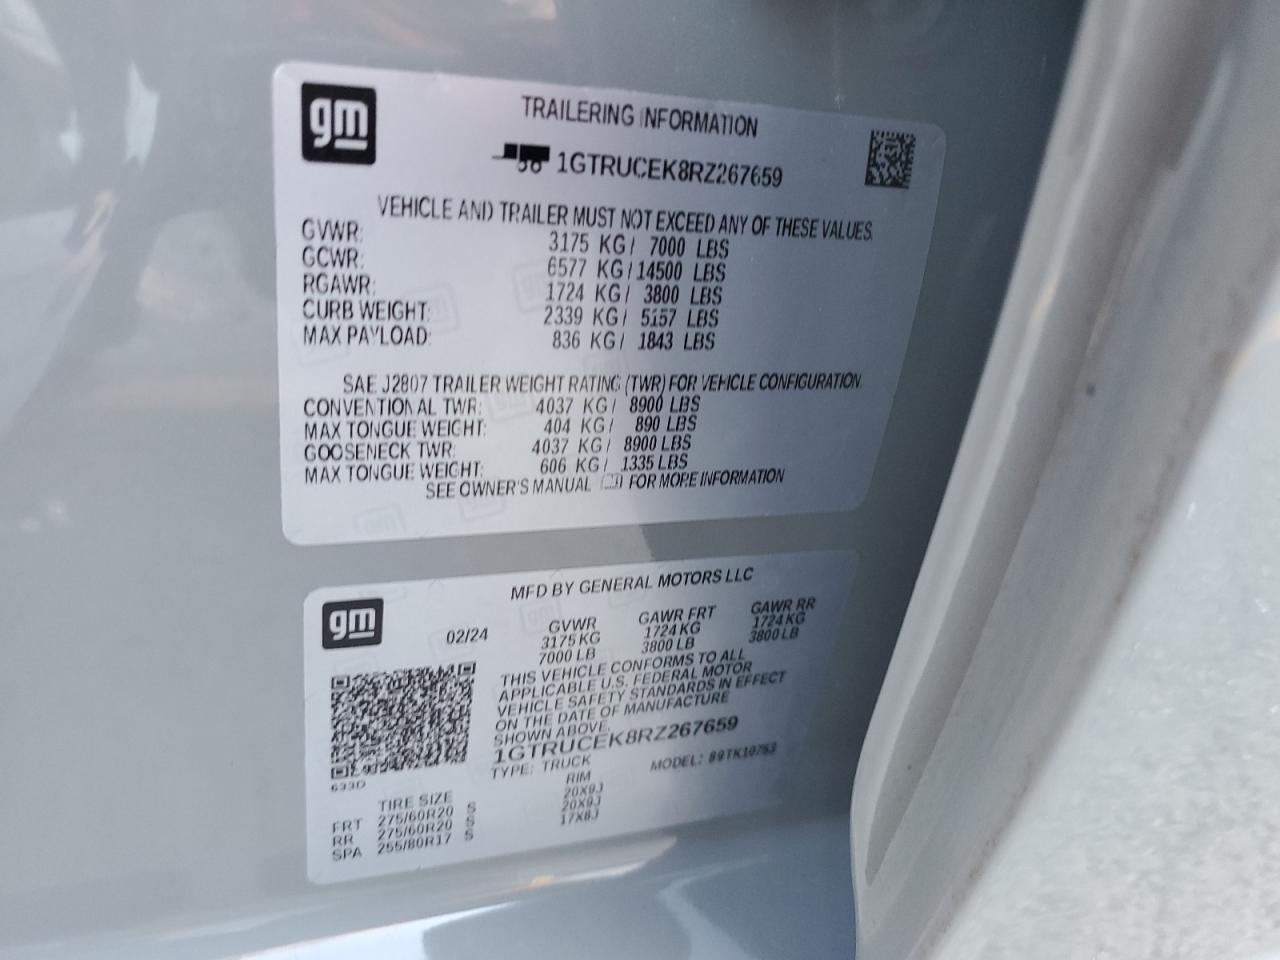 gm
TRAILERING INFORMATION
1GTRUCEK8RZ267659
VEHICLE AND TRAILER MUST NOT EXCEED ANY OF THESE VALUES.
GVWR: 3175 KG/ 7000 LBS
GCWR: 6577 KG/14500 LBS
RGAWR: 1724 KG/ 3800 LBS
CURB WEIGHT: 2339 KG/ 5157 LBS
MAX PAYLOAD: 836 KG/ 1843 LBS
SAE J2807 TRAILER WEIGHT RATING (TWR) FOR VEHICLE CONFIGURATION.
CONVENTIONAL TWR: 4037 KG/ 8900 LBS
MAX TONGUE WEIGHT: 404 KG/ 890 LBS
GOOSENECK TWR: 4037 KG/ 8900 LBS
MAX TONGUE WEIGHT: 606 KG/ 1335 LBS
SEE OWNER'S MANUAL FOR MORE INFORMATION
gm
MFD BY GENERAL MOTORS LLC
02/24 GVWR GAWR FRT GAWR RR
3175 KG 1724 KG 1724 KG
7000 LB 3800 LB 3800 LB
THIS VEHICLE CONFORMS TO ALL
APPLICABLE U.S. FEDERAL MOTOR
VEHICLE SAFETY STANDARDS IN EFFECT
ON THE DATE OF MANUFACTURE
SHOWN ABOVE.
1GTRUCEK8RZ267659
TYPE: TRUCK MODEL: 89TK10753
633D
TIRE SIZE RIM
FRT 275/60R20 S 20X9J
RR 275/60R20 S 20X9J
SPA 255/80R17 S 17X8J